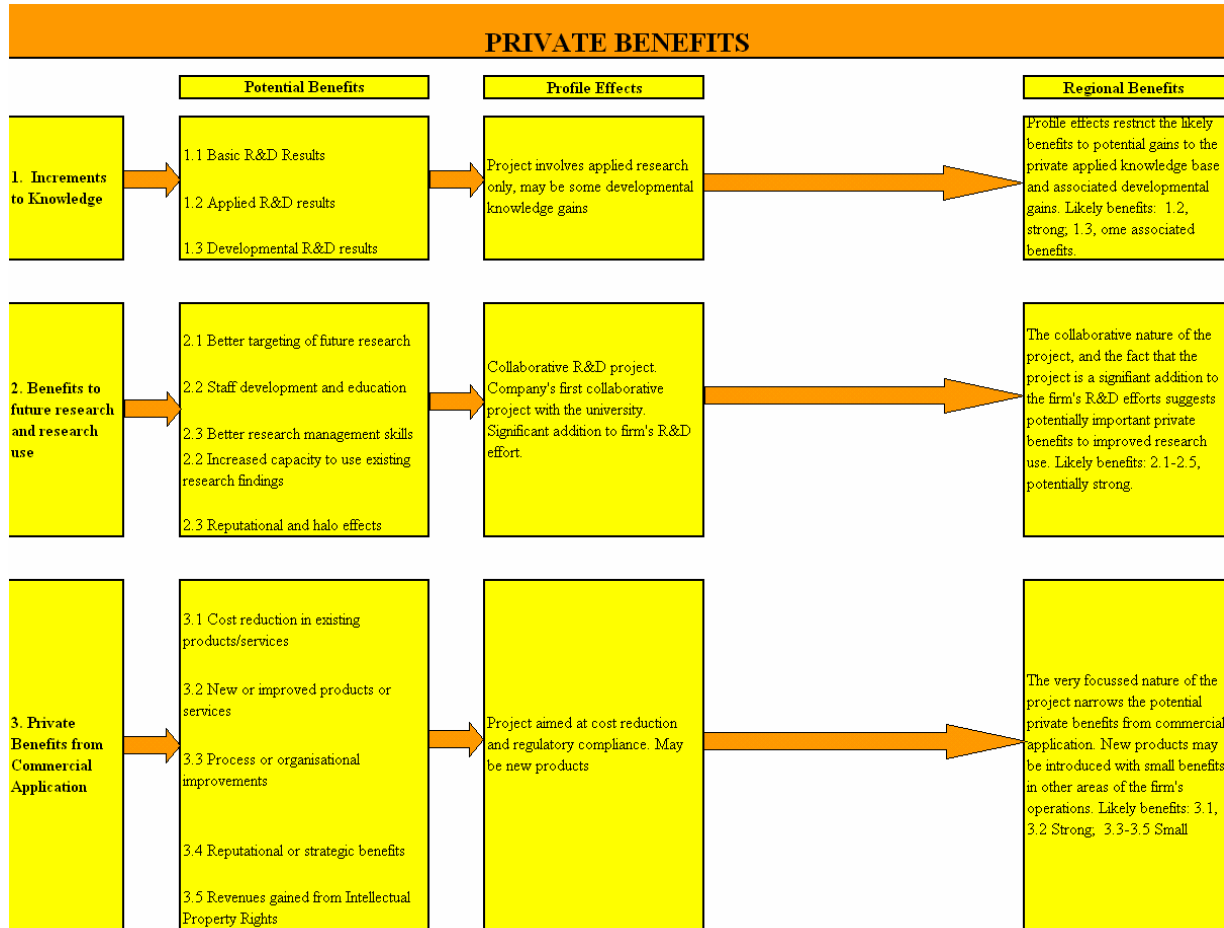 PRIVATE BENEFITS
Potential Benefits
Profile Effects
Regional Benefits
1. Increments
to Knowledge
1.1 Basic R&D Results
1.2 Applied R&D results
1.3 Developmental R&D results
Project involves applied research
only, may be some developmental
knowledge gains
Profile effects restrict the likely
benefits to potential gains to the
private applied knowledge base
and associated developmental
gains. Likely benefits: 1.2,
strong; 1.3, ome associated
benefits.
2. Benefits to
future research
and research
use
2.1 Better targeting of future research
2.2 Staff development and education
2.3 Better research management skills
2.2 Increased capacity to use existing
research findings
2.3 Reputational and halo effects
Collaborative R&D project.
Company's first collaborative
project with the university.
Significant addition to firm's R&D
effort.
The collaborative nature of the
project, and the fact that the
project is a signifiant addition to
the firm's R&D efforts suggests
potentially important private
benefits to improved research
use. Likely benefits: 2.1-2.5,
potentially strong.
3. Private
Benefits from
Commercial
Application
3.1 Cost reduction in existing
products/services
3.2 New or improved products or
services
3.3 Process or organisational
improvements
3.4 Reputational or strategic benefits
3.5 Revenues gained from Intellectual
Property Rights
Project aimed at cost reduction
and regulatory compliance. May
be new products
The very focussed nature of the
project narrows the potential
private benefits from commercial
application. New products may
be introduced with small benefits
in other areas of the firm's
operations. Likely benefits: 3.1,
3.2 Strong; 3.3-3.5 Small